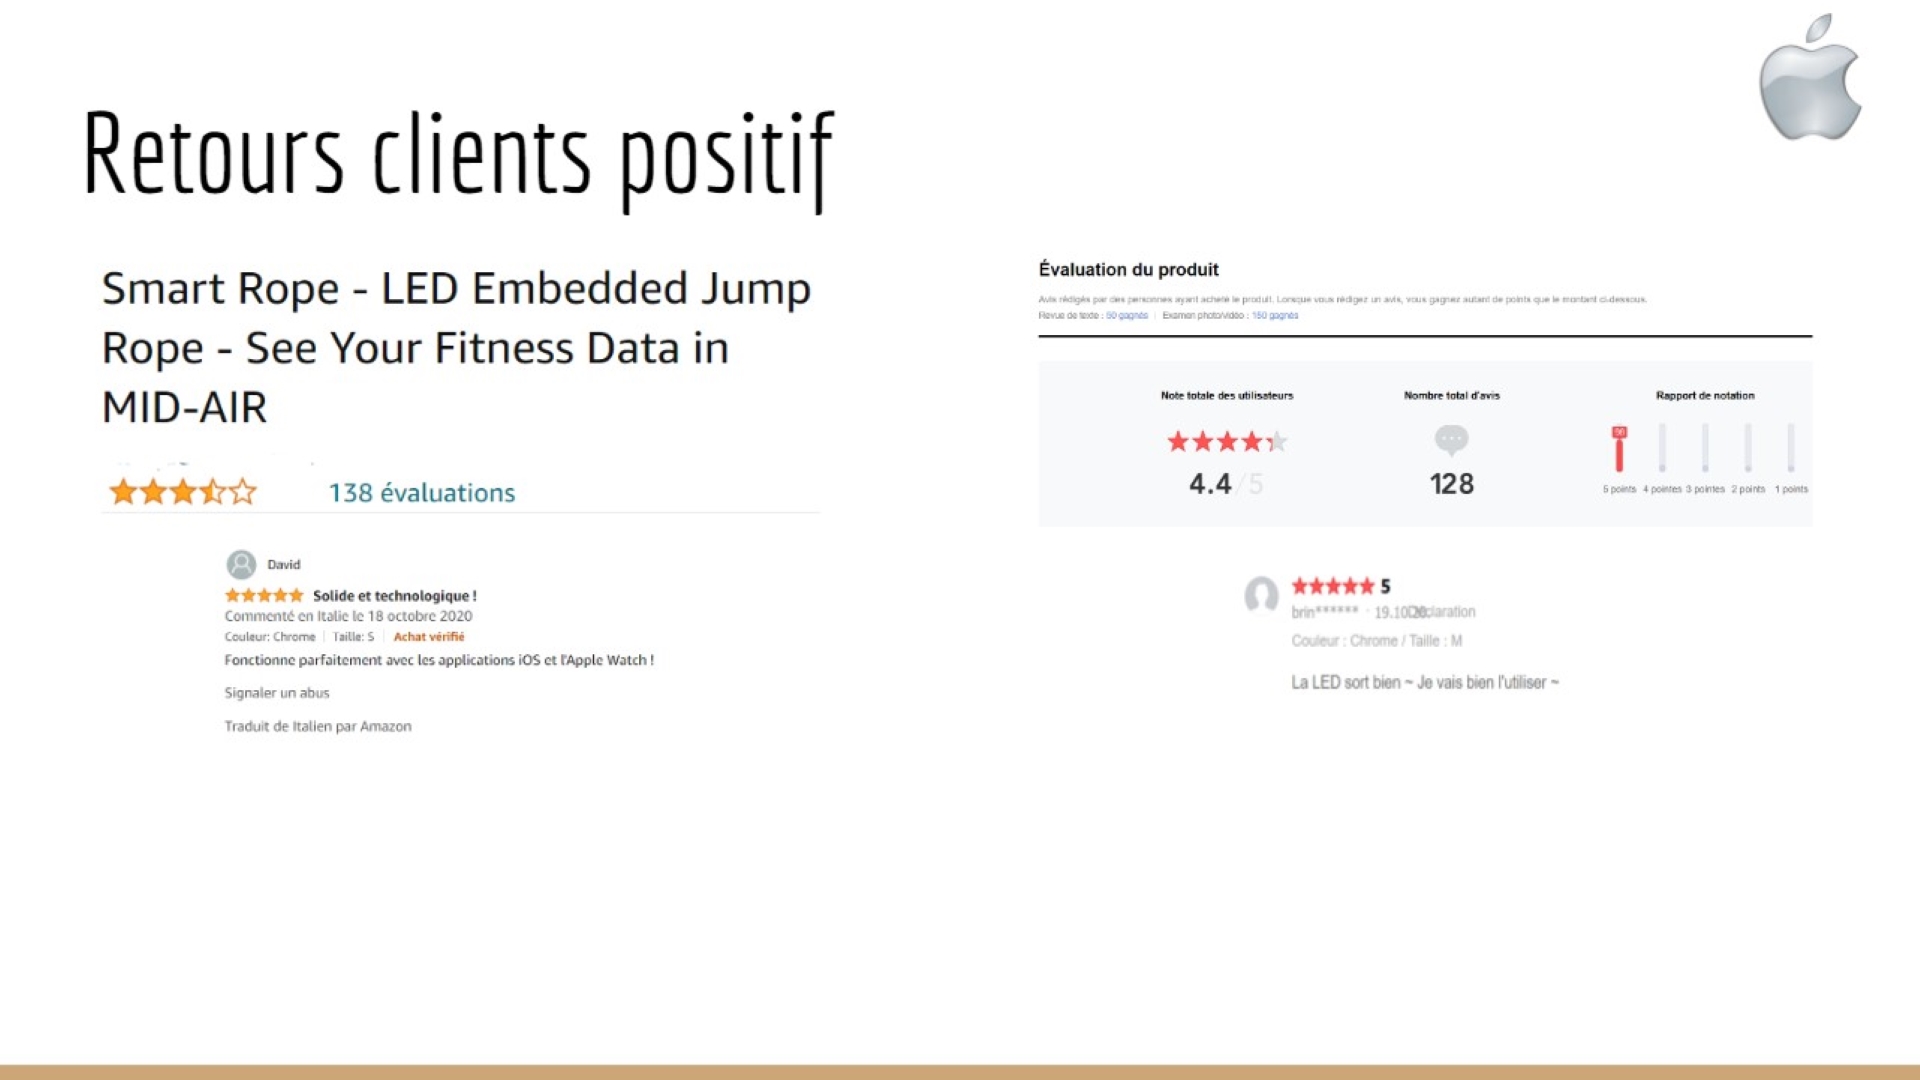 Retours clients positif
Smart Rope - LED Embedded Jump
Rope - See Your Fitness Data in
MID-AIR
138 évaluations
David
Solide et technologique !
Commenté en Italie le 18 octobre 2020
Couleur: Chrome | Taille: S | Achat vérifié
Fonctionne parfaitement avec les applications iOS et l'Apple Watch !
Signaler un abus
Traduit de Italien par Amazon
Évaluation du produit
Avis rédigés par des personnes ayant acheté le produit. Lorsque vous rédigez un avis, vous gagnez autant de points que le montant ci-dessous.
Revue de texte : 50 gagnés | Examen photo/vidéo : 150 gagnés
Note totale des utilisateurs
4.4 /5
Nombre total d'avis
128
Rapport de notation
5 points 4 pointes 3 pointes 2 points 1 points
5
brin****** · 19.10
Couleur : Chrome / Taille : M
La LED sort bien ~ Je vais bien l'utiliser ~